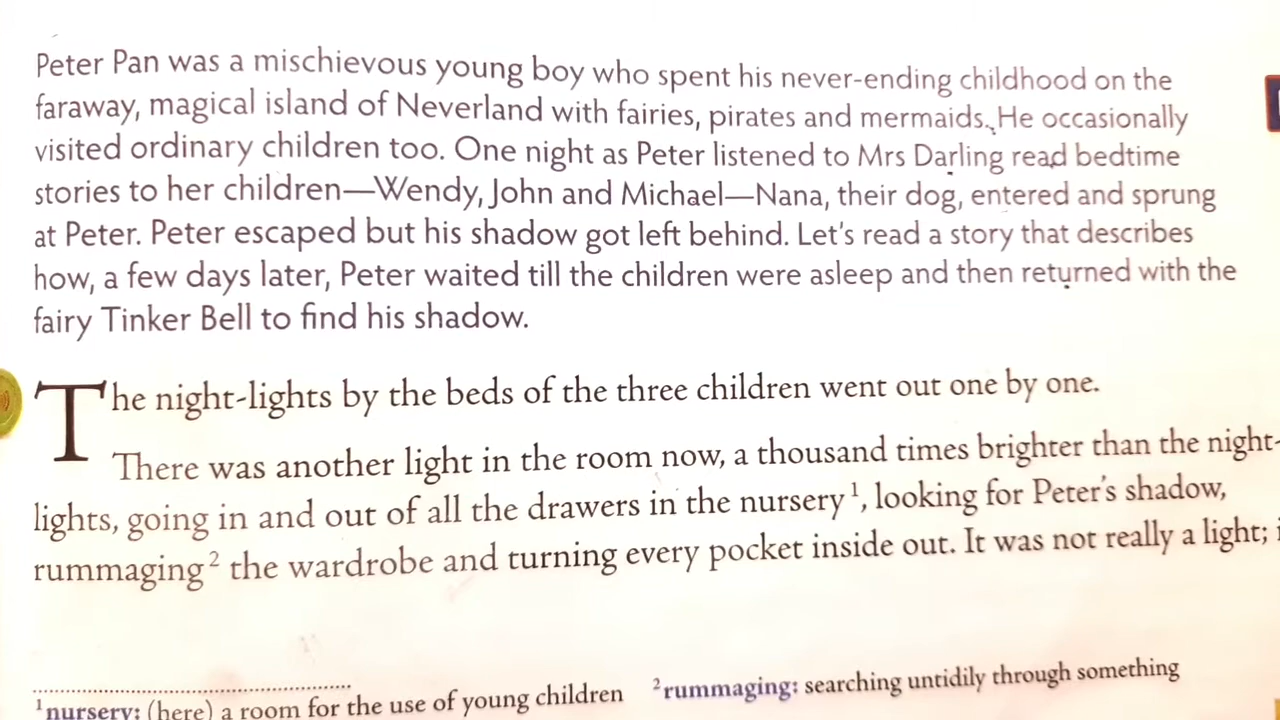 Peter Pan was a mischievous young boy who spent his never-ending childhood on the
faraway, magical island of Neverland with fairies, pirates and mermaids. He occasionally
visited ordinary children too. One night as Peter listened to Mrs Darling read bedtime
stories to her children—Wendy, John and Michael—Nana, their dog, entered and sprung
at Peter. Peter escaped but his shadow got left behind. Let's read a story that describes
how, a few days later, Peter waited till the children were asleep and then returned with the
fairy Tinker Bell to find his shadow.
The night-lights by the beds of the three children went out one by one.
There was another light in the room now, a thousand times brighter than the night-
lights, going in and out of all the drawers in the nursery¹, looking for Peter's shadow,
rummaging² the wardrobe and turning every pocket inside out. It was not really a light;
¹nursery: (here) a room for the use of young children ²rummaging: searching untidily through something